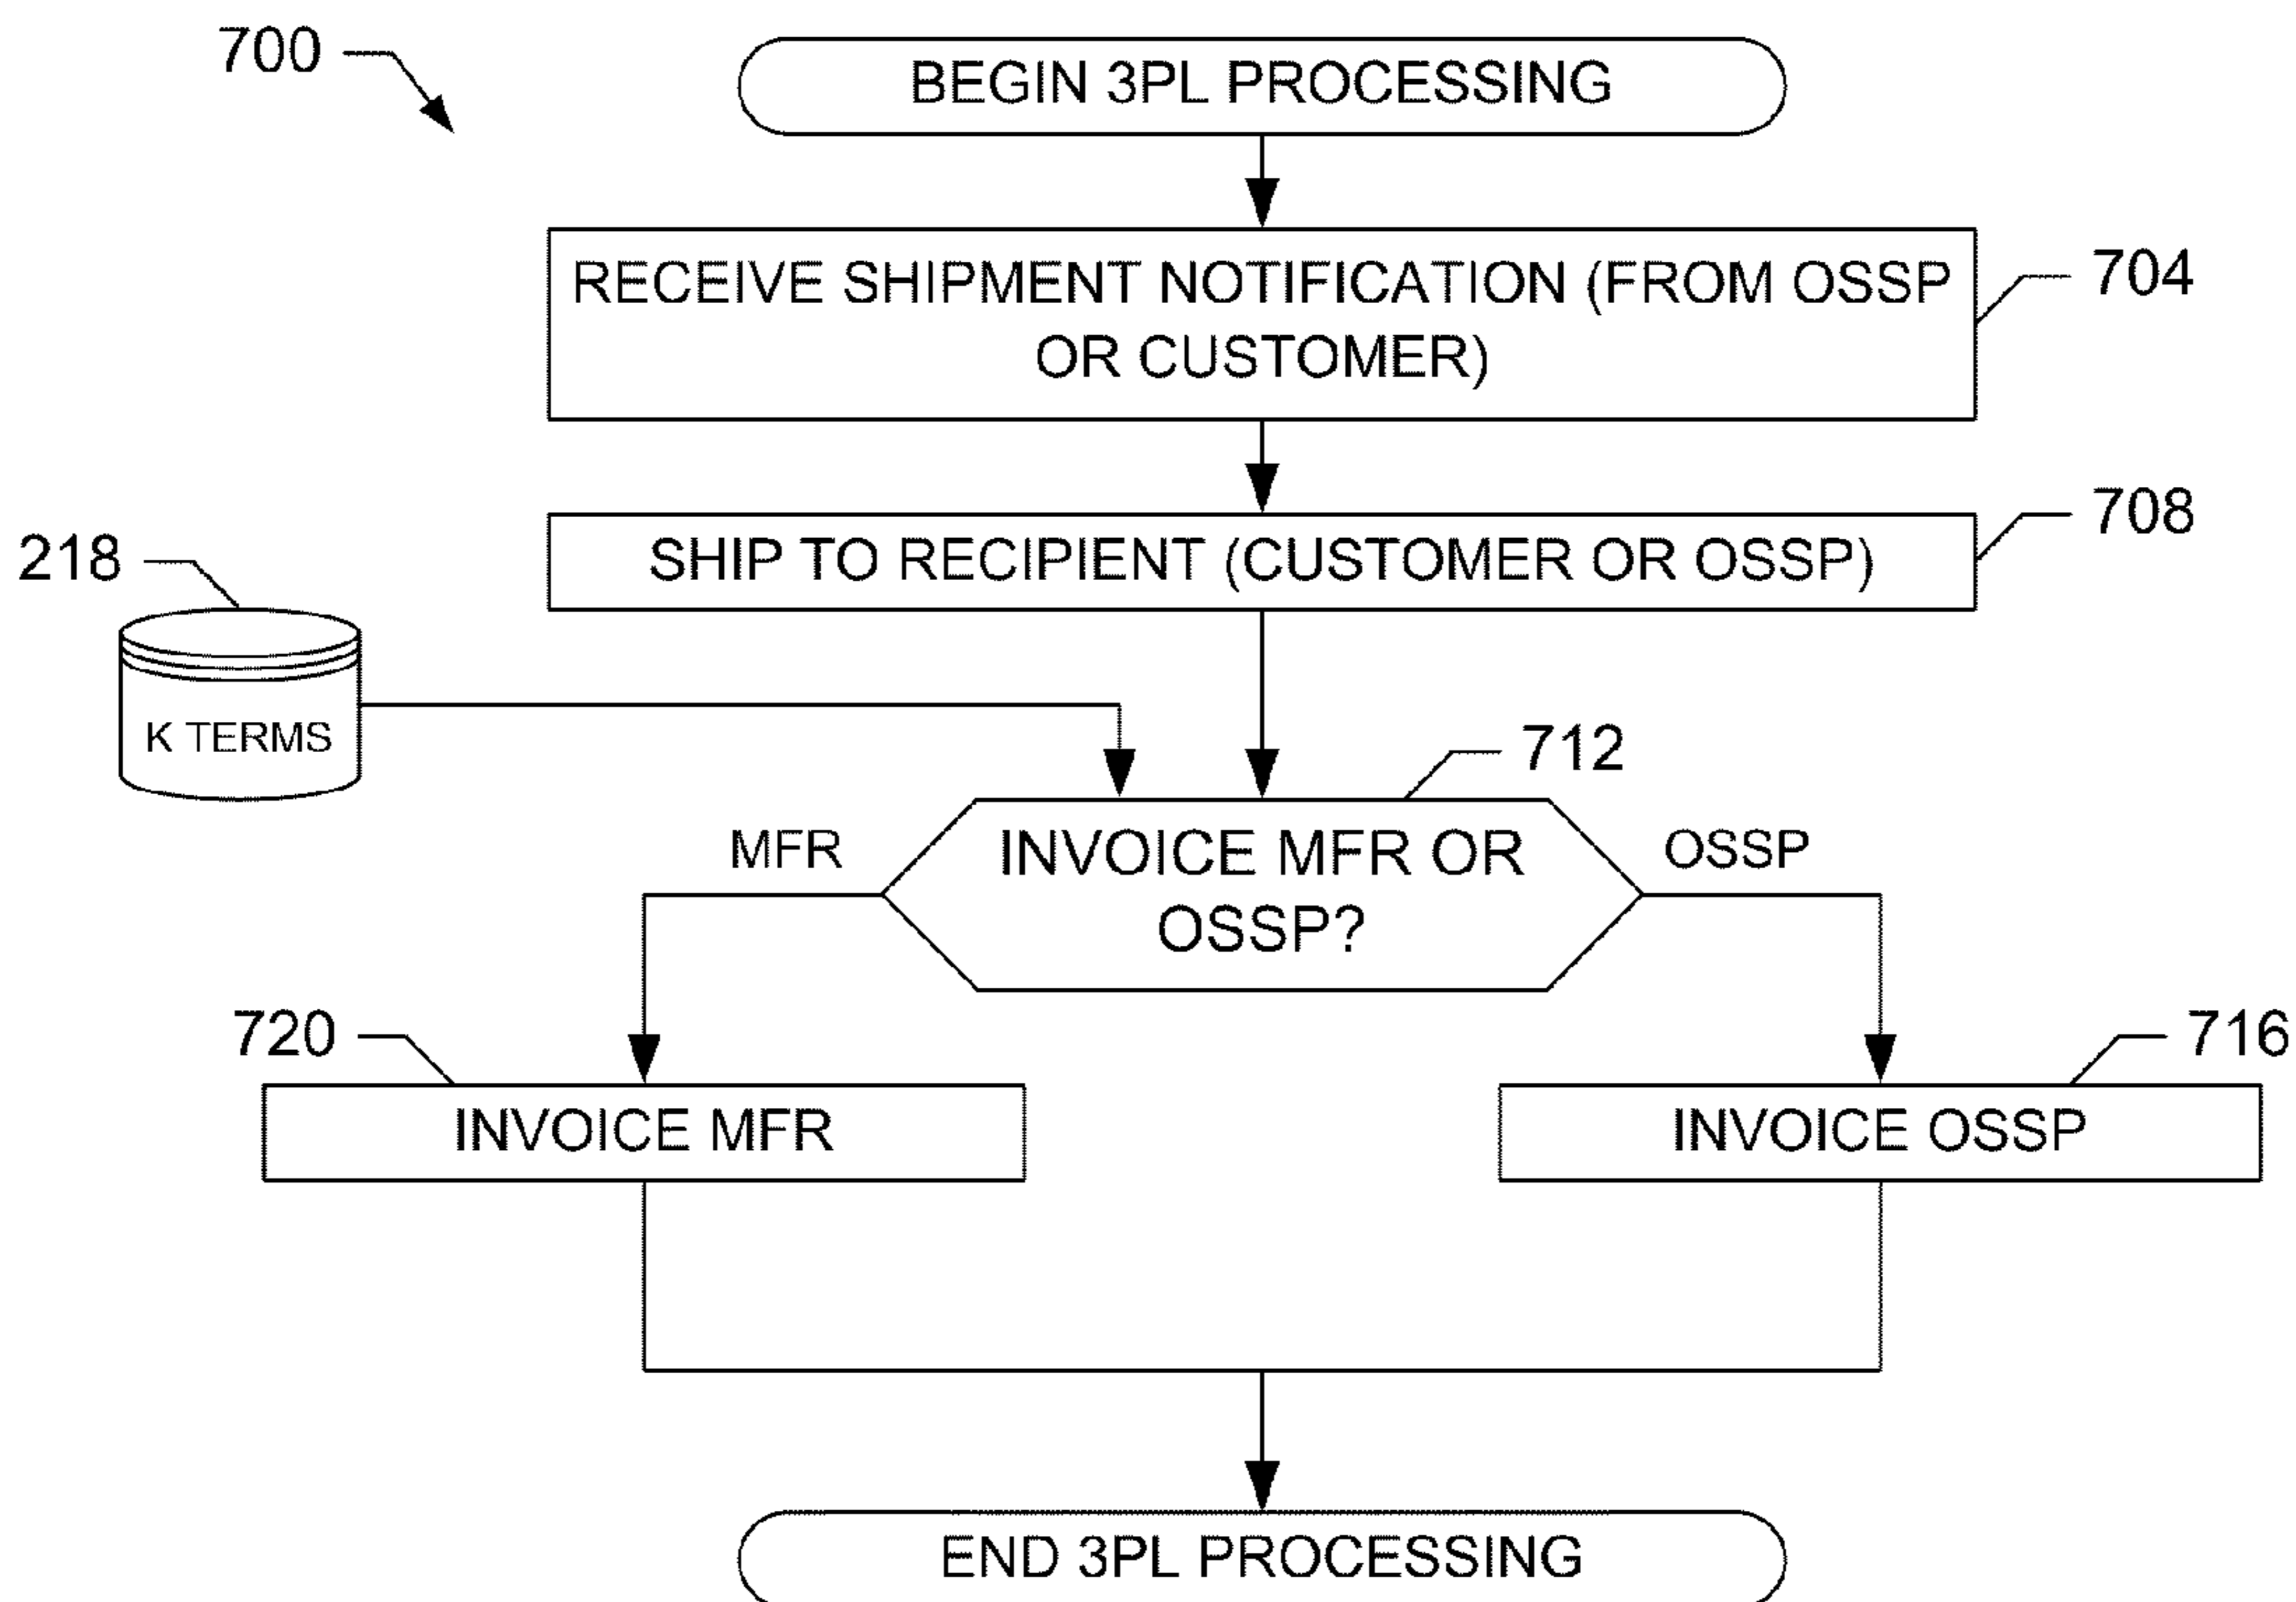 700
BEGIN 3PL PROCESSING
RECEIVE SHIPMENT NOTIFICATION (FROM OSSP
OR CUSTOMER)
704
SHIP TO RECIPIENT (CUSTOMER OR OSSP)
708
218
K TERMS
712
MFR
INVOICE MFR OR
OSSP?
OSSP
720
INVOICE MFR
716
INVOICE OSSP
END 3PL PROCESSING